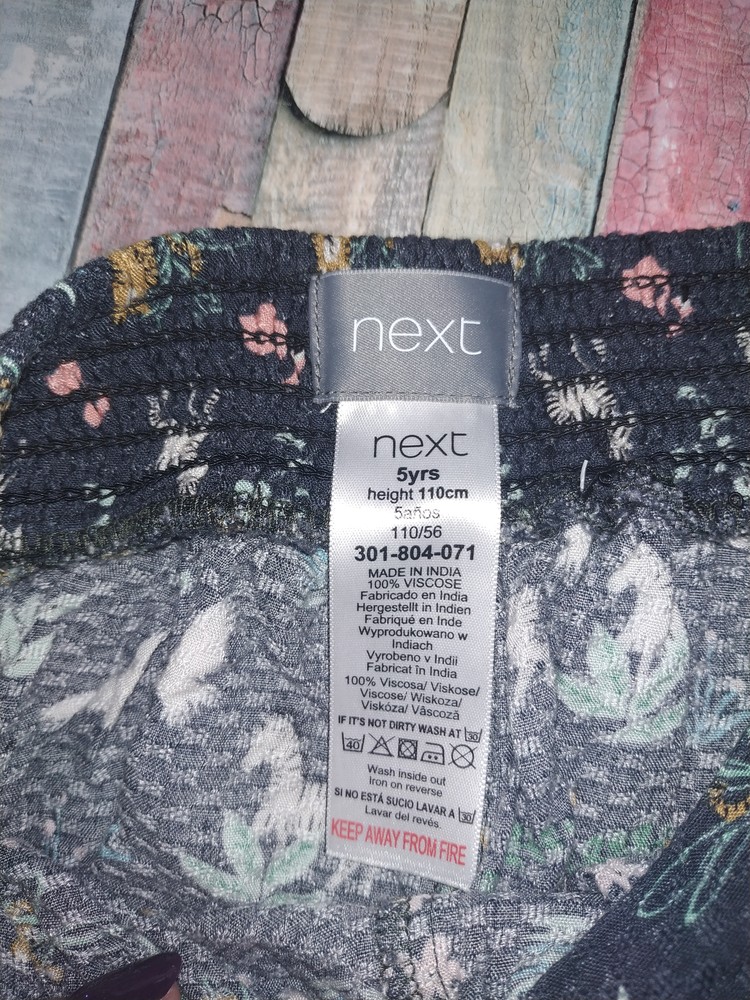 next
next
5yrs
height 110cm
5años
110/56
301-804-071
MADE IN INDIA
100% VISCOSE
Fabricado en India
Hergestellt in Indien
Fabriqué en Inde
Wyprodukowano w
Indiach
Vyrobeno v Indii
Fabricat în India
100% Viscosa/ Viskose/
Viscose/ Wiskoza/
Viskóza/ Vâscoză
IF IT'S NOT DIRTY WASH AT 30
40
Wash inside out
Iron on reverse
SI NO ESTÁ SUCIO LAVAR A 30
Lavar del revés
KEEP AWAY FROM FIRE